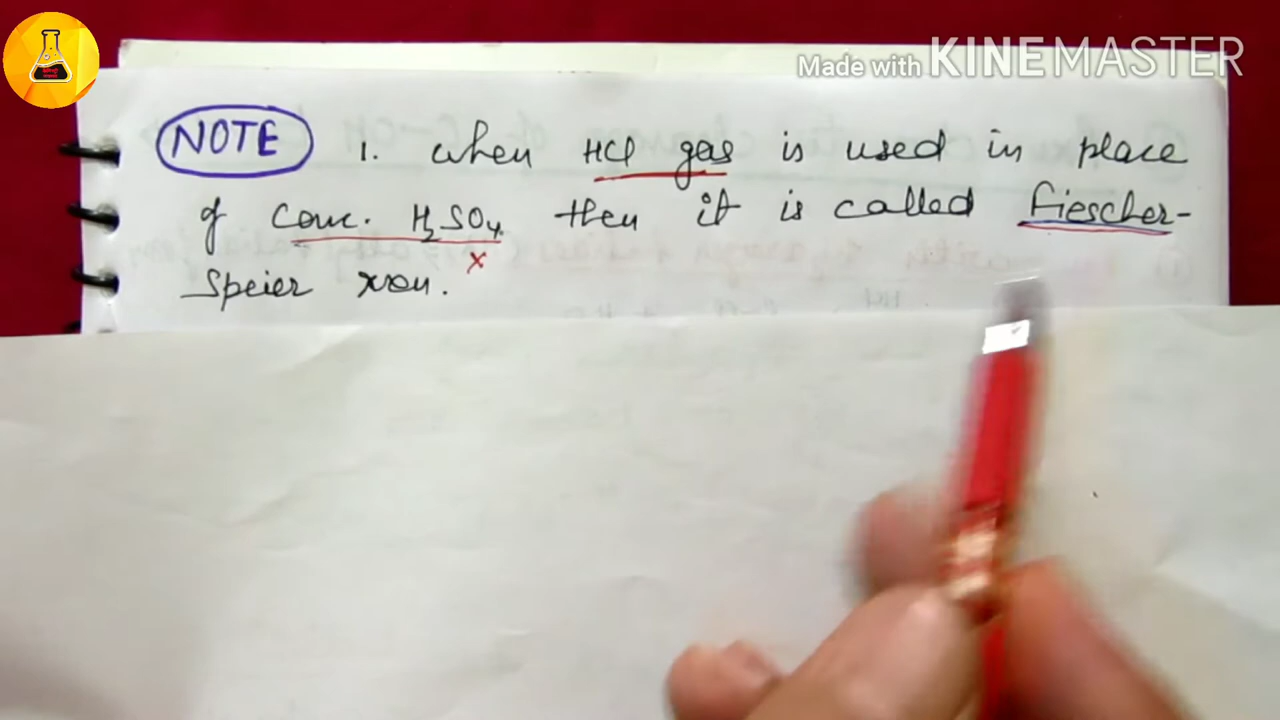 Made with KINEMASTER
NOTE 1. when HCl gas is used in place
of conc. H₂SO₄ then it is called Fiescher-
x
Speier rxn.